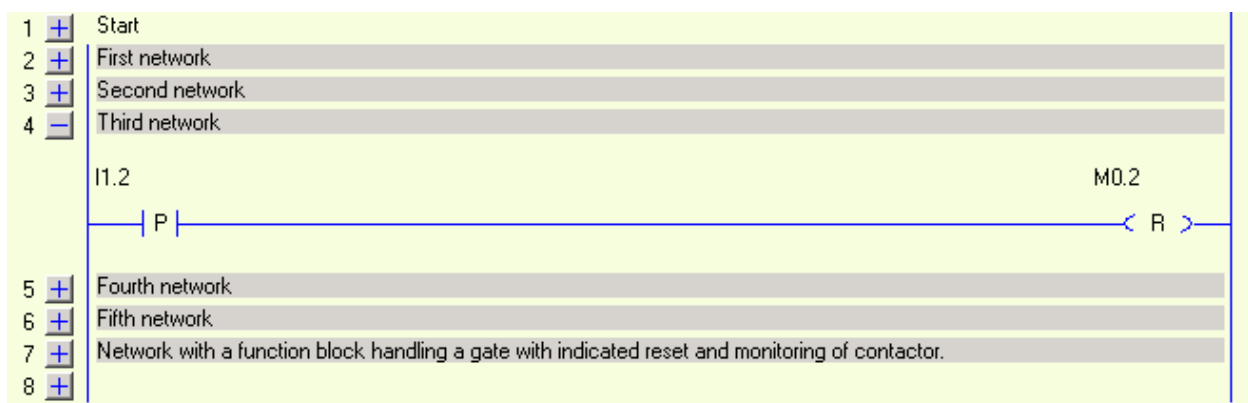 1 + Start
2 + First network
3 + Second network
4 − Third network
I1.2 M0.2
P R
5 + Fourth network
6 + Fifth network
7 + Network with a function block handling a gate with indicated reset and monitoring of contactor.
8 +